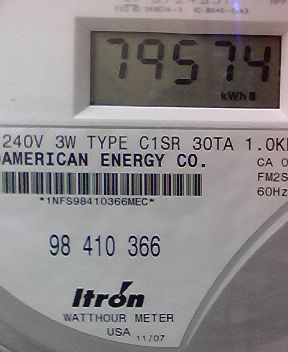 79574
kWh
240V 3W TYPE C1SR 30TA 1.0K
AMERICAN ENERGY CO.
CA 0
FM2S
60Hz
*1NFS98410366MEC*
98 410 366
Itron
WATTHOUR METER
USA 11/07